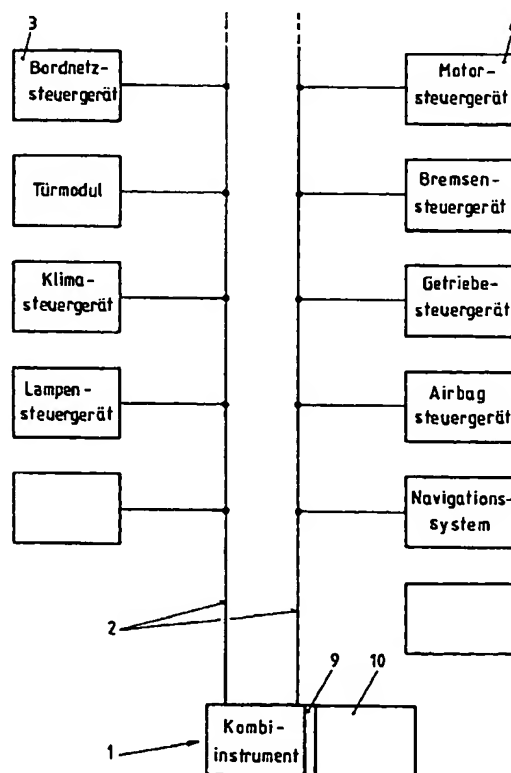 3
Bordnetz-
steuergerät
Türmodul
Klima-
steuergerät
Lampen-
steuergerät
Motor-
steuergerät
Bremsen-
steuergerät
Getriebe-
steuergerät
Airbag
steuergerät
Navigations-
system
2
9
10
1
Kombi-
instrument